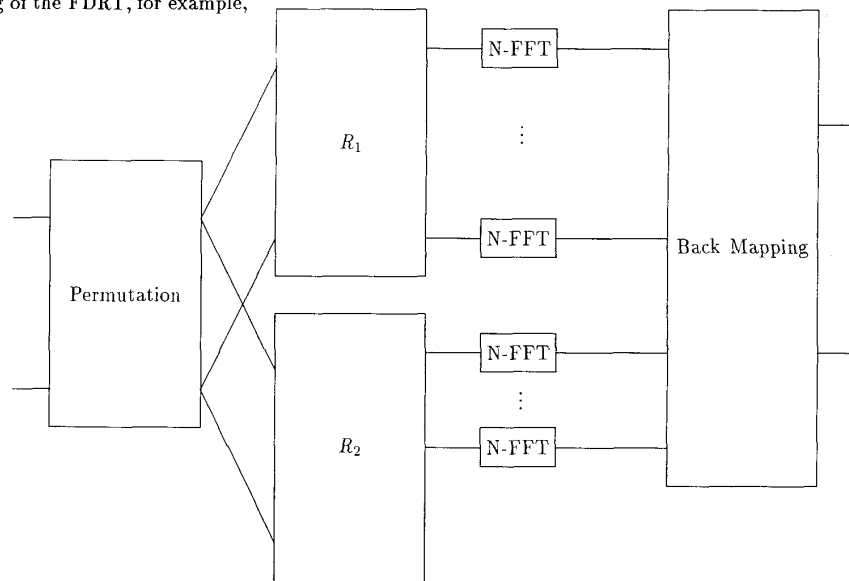 g of the FDRT, for example,
N-FFT
⋮
R₁
N-FFT
Back Mapping
Permutation
N-FFT
⋮
R₂
N-FFT